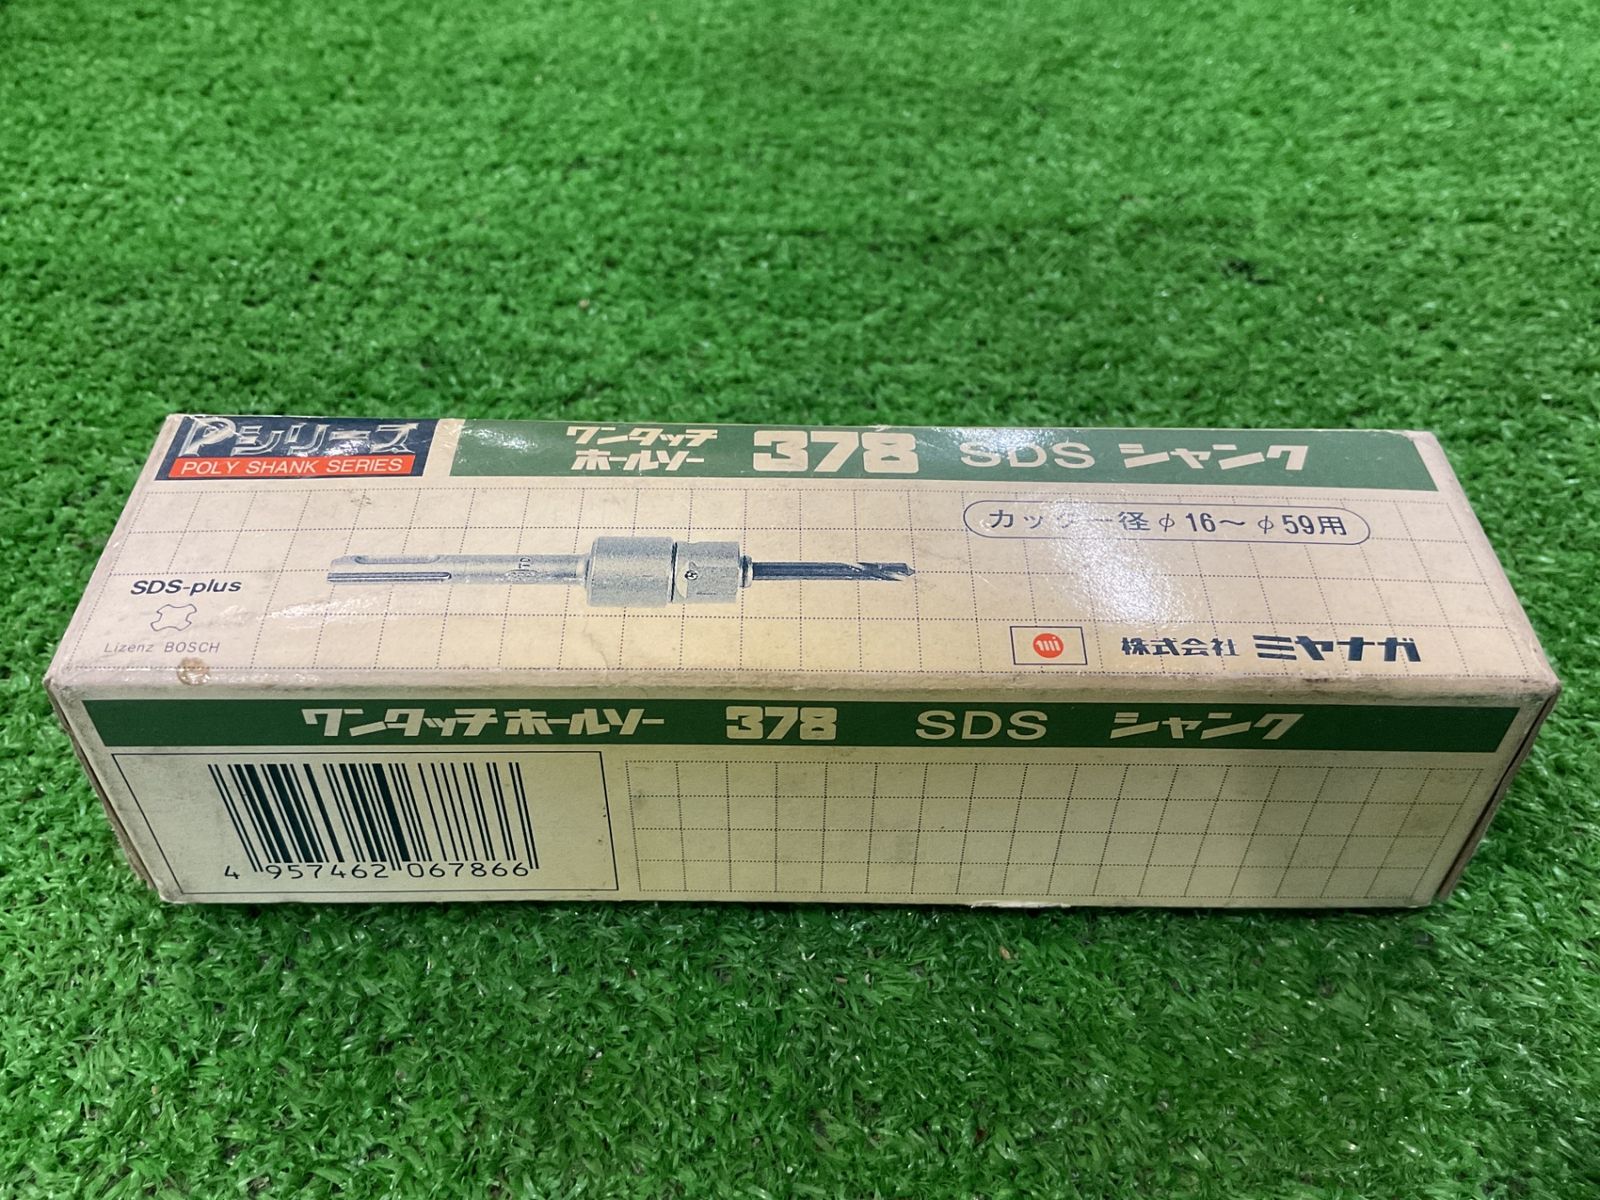 Pシリーズ
POLY SHANK SERIES
ワンタッチ
ホールソー 378 SDS シャンク
カッター径φ16～φ59用
SDS-plus
Lizenz BOSCH
株式会社 ミヤナガ
ワンタッチホールソー 378 SDS シャンク
4 957462 067866